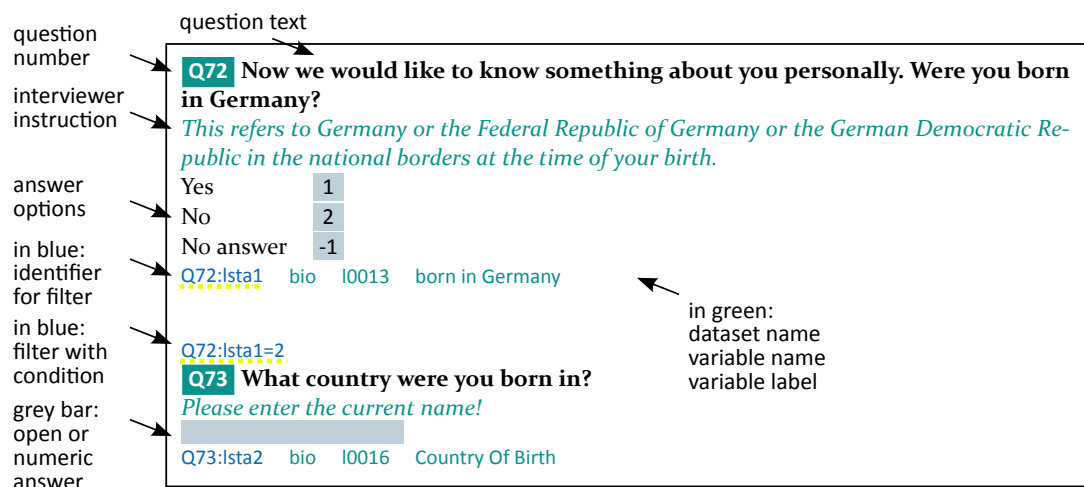 question text
question
number
Q72 Now we would like to know something about you personally. Were you born
in Germany?
interviewer
instruction
This refers to Germany or the Federal Republic of Germany or the German Democratic Re-
public in the national borders at the time of your birth.
answer
options
Yes 1
No 2
No answer -1
in blue:
identifier
for filter
Q72:lsta1 bio l0013 born in Germany
in green:
dataset name
variable name
variable label
in blue:
filter with
condition
Q72:lsta1=2
Q73 What country were you born in?
Please enter the current name!
grey bar:
open or
numeric
answer
Q73:lsta2 bio l0016 Country Of Birth